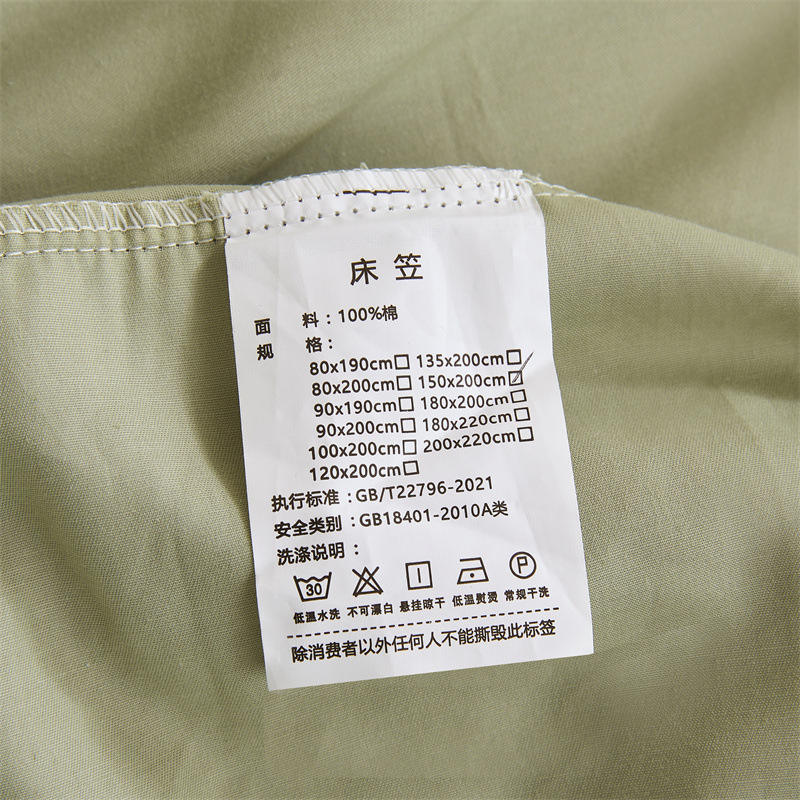 床笠
面 料：100%棉
规 格：
80x190cm□ 135x200cm□
80x200cm□ 150x200cm☑
90x190cm□ 180x200cm□
90x200cm□ 180x220cm□
100x200cm□ 200x220cm□
120x200cm□
执行标准：GB/T22796-2021
安全类别：GB18401-2010A类
洗涤说明：
30 P
低温水洗 不可漂白 悬挂晾干 低温熨烫 常规干洗
除消费者以外任何人不能撕毁此标签